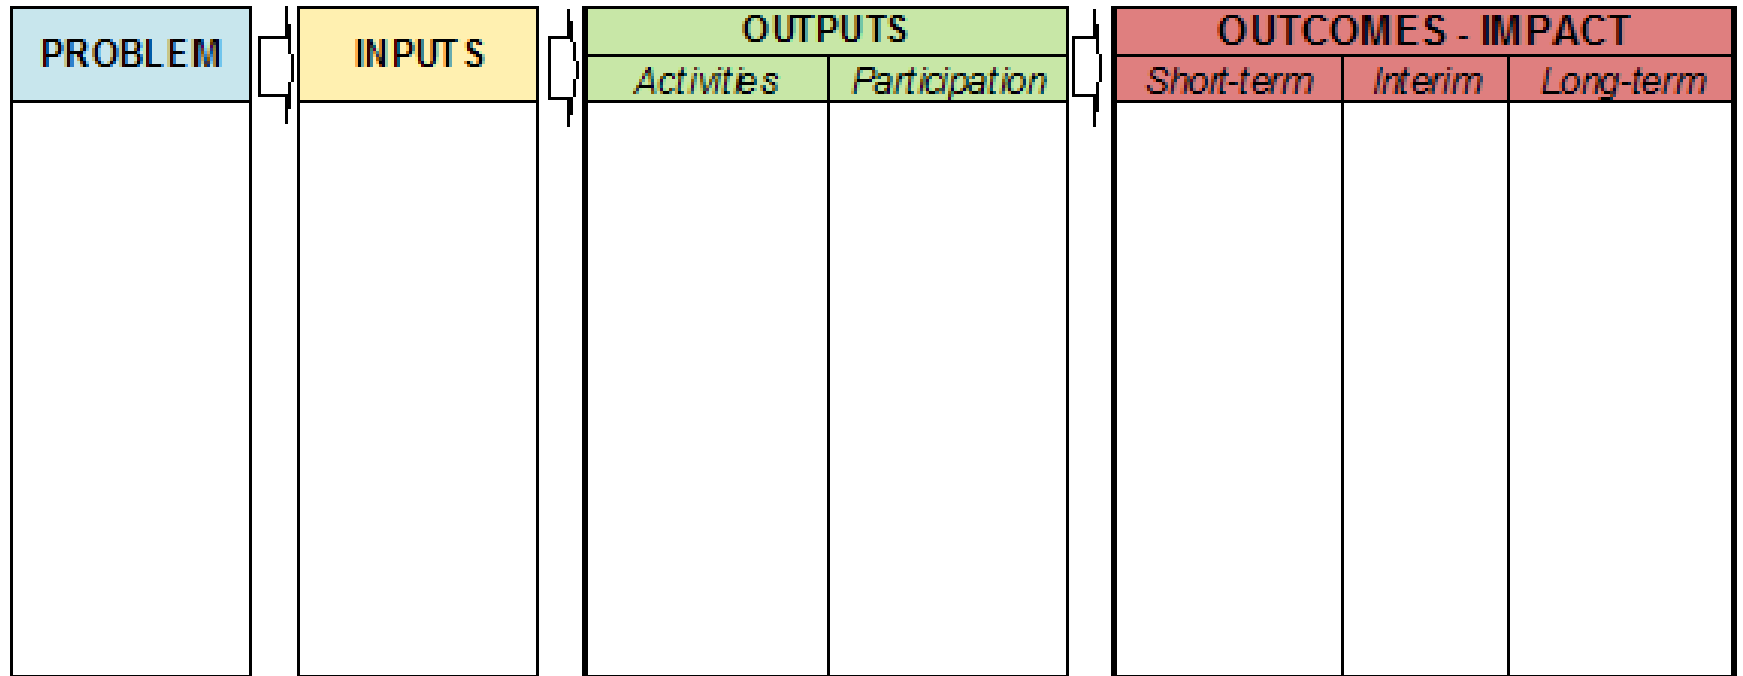 PROBLEM
INPUTS
OUTPUTS
Activities
Participation
OUTCOMES - IMPACT
Short-term
Interim
Long-term